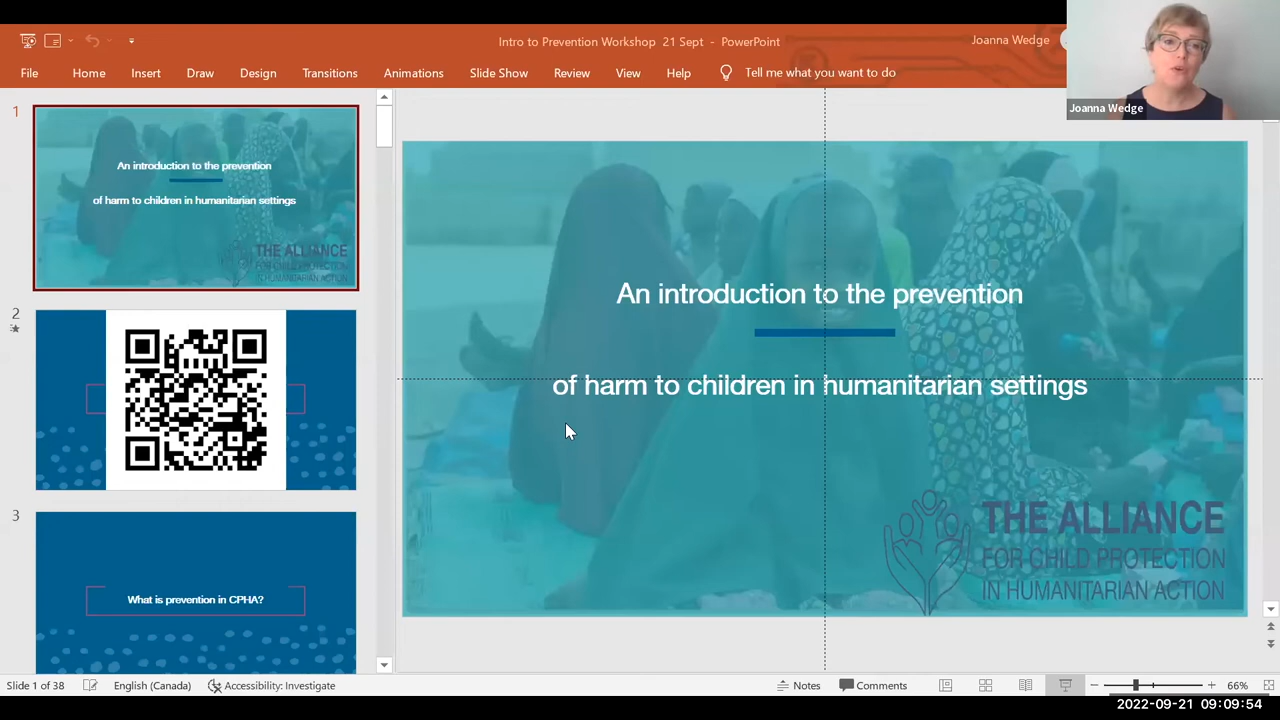 Intro to Prevention Workshop 21 Sept - PowerPoint
Joanna Wedge
File Home Insert Draw Design Transitions Animations Slide Show Review View Help Tell me what you want to do
Joanna Wedge
1
An introduction to the prevention
of harm to children in humanitarian settings
THE ALLIANCE
FOR CHILD PROTECTION
IN HUMANITARIAN ACTION
2
3
What is prevention in CPHA?
An introduction to the prevention
of harm to children in humanitarian settings
THE ALLIANCE
FOR CHILD PROTECTION
IN HUMANITARIAN ACTION
Slide 1 of 38 English (Canada) Accessibility: Investigate Notes Comments 66%
2022-09-21 09:09:54